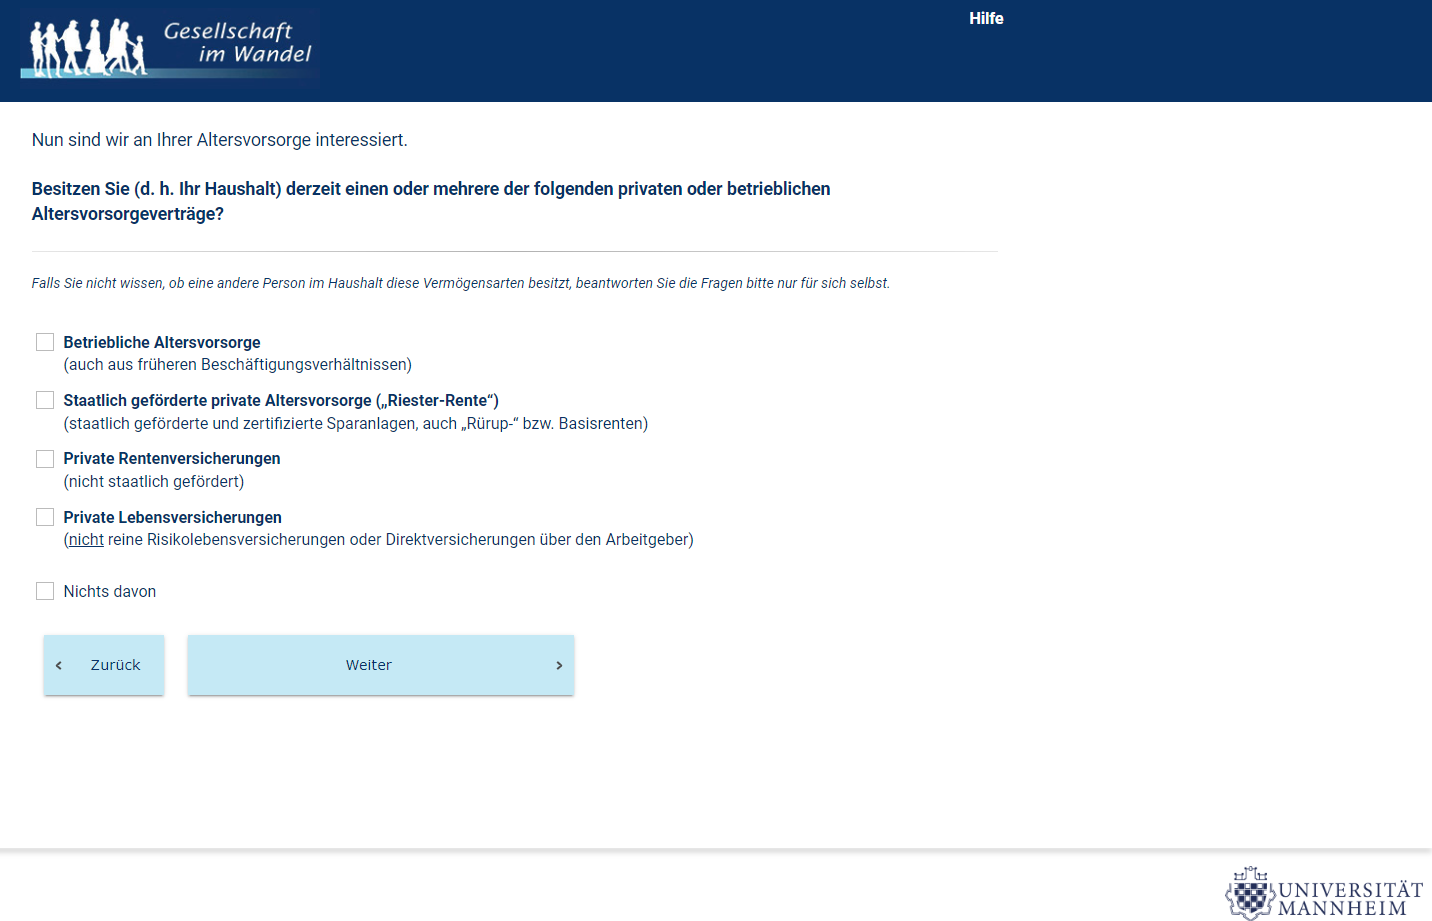 Gesellschaft
im Wandel
Hilfe
Nun sind wir an Ihrer Altersvorsorge interessiert.
Besitzen Sie (d. h. Ihr Haushalt) derzeit einen oder mehrere der folgenden privaten oder betrieblichen
Altersvorsorgeverträge?
Falls Sie nicht wissen, ob eine andere Person im Haushalt diese Vermögensarten besitzt, beantworten Sie die Fragen bitte nur für sich selbst.
Betriebliche Altersvorsorge
(auch aus früheren Beschäftigungsverhältnissen)
Staatlich geförderte private Altersvorsorge („Riester-Rente“)
(staatlich geförderte und zertifizierte Sparanlagen, auch „Rürup-“ bzw. Basisrenten)
Private Rentenversicherungen
(nicht staatlich gefördert)
Private Lebensversicherungen
(nicht reine Risikolebensversicherungen oder Direktversicherungen über den Arbeitgeber)
Nichts davon
Zurück
Weiter
UNIVERSITÄT
MANNHEIM